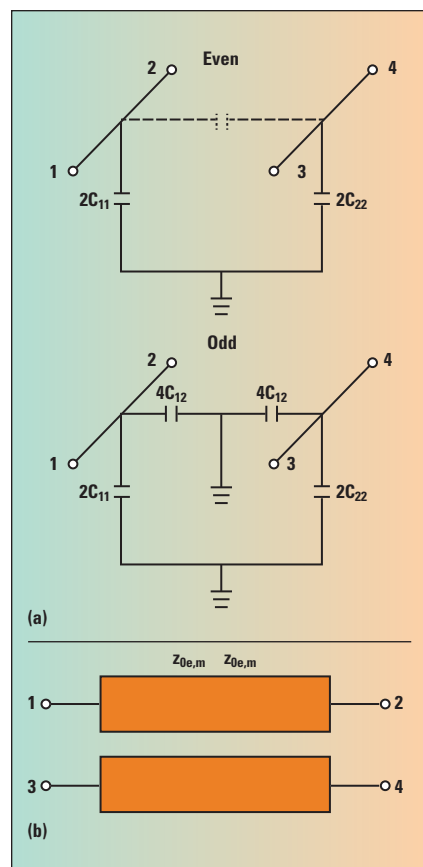 Even
2
4
1
3
2C₁₁
2C₂₂
Odd
2
4
4C₁₂
4C₁₂
1
3
2C₁₁
2C₂₂
(a)
z₀ₑ,ₘ z₀ₑ,ₘ
1
2
3
4
(b)